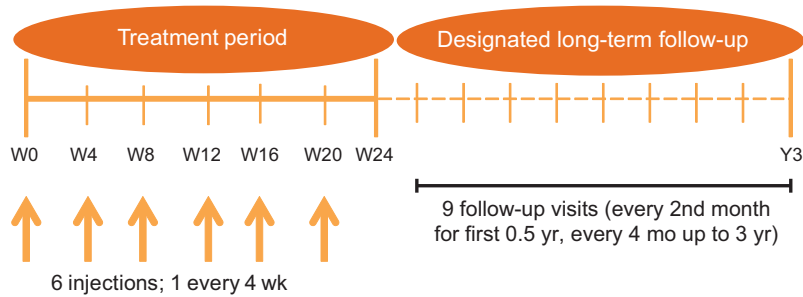 Treatment period
Designated long-term follow-up
W0 W4 W8 W12 W16 W20 W24 Y3
9 follow-up visits (every 2nd month
for first 0.5 yr, every 4 mo up to 3 yr)
6 injections; 1 every 4 wk